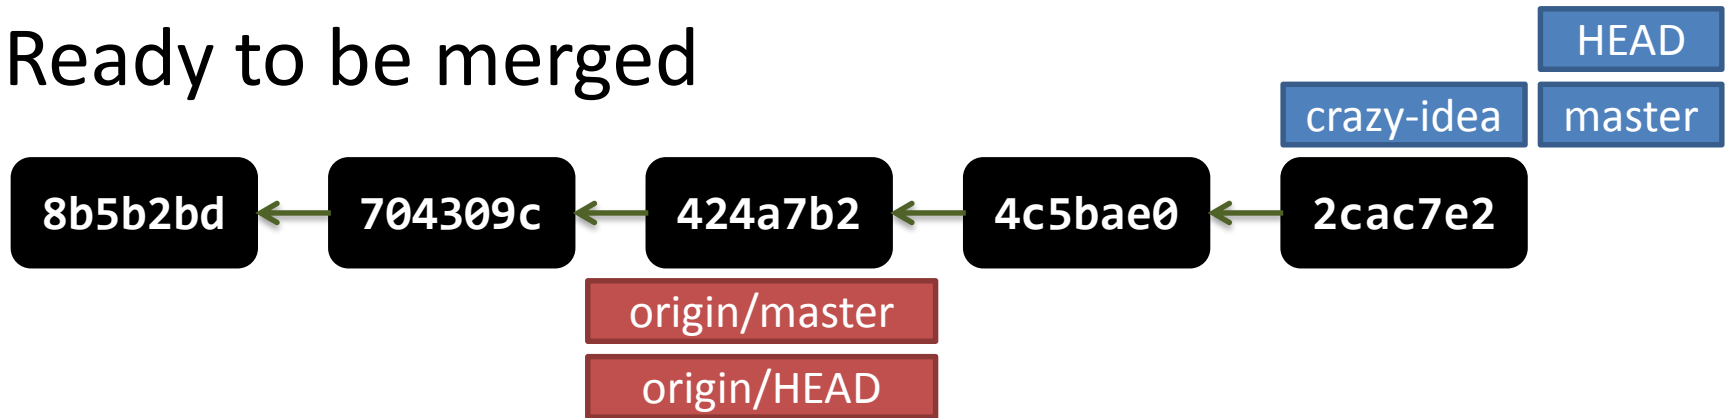 Ready to be merged
HEAD
crazy-idea master
8b5b2bd 704309c 424a7b2 4c5bae0 2cac7e2
origin/master
origin/HEAD